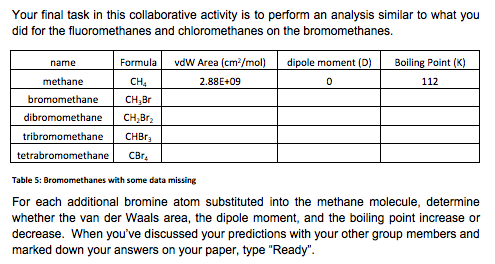 Your final task in this collaborative activity is to perform an analysis similar to what you
did for the fluoromethanes and chloromethanes on the bromomethanes.
name Formula vdW Area (cm²/mol) dipole moment (D) Boiling Point (K)
methane CH₄ 2.88E+09 0 112
bromomethane CH₃Br
dibromomethane CH₂Br₂
tribromomethane CHBr₃
tetrabromomethane CBr₄
Table 5: Bromomethanes with some data missing
For each additional bromine atom substituted into the methane molecule, determine
whether the van der Waals area, the dipole moment, and the boiling point increase or
decrease. When you've discussed your predictions with your other group members and
marked down your answers on your paper, type "Ready".